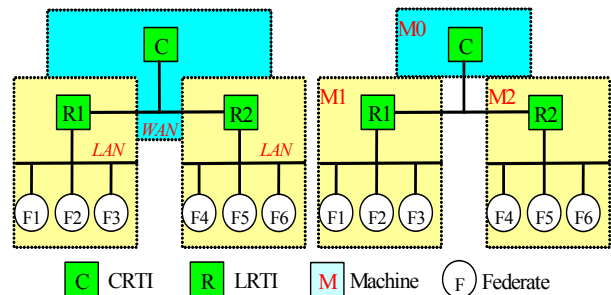 C
M0
C
R1
R2
M1
R1
M2
R2
WAN
LAN
LAN
F1 F2 F3
F4 F5 F6
F1 F2 F3
F4 F5 F6
C CRTI R LRTI M Machine F Federate